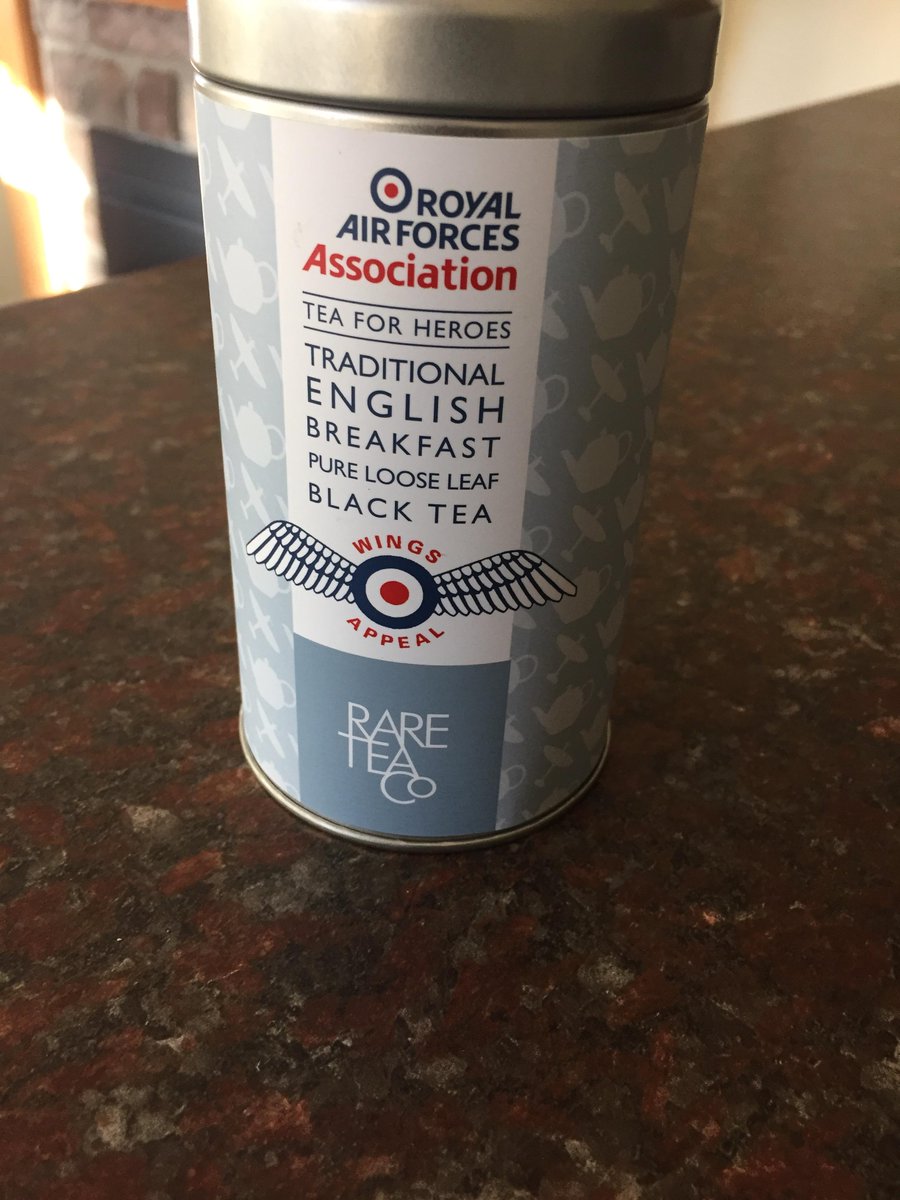 ROYAL
AIR FORCES
Association
TEA FOR HEROES
TRADITIONAL
ENGLISH
BREAKFAST
PURE LOOSE LEAF
BLACK TEA
WINGS
APPEAL
RARE
TEA
Co